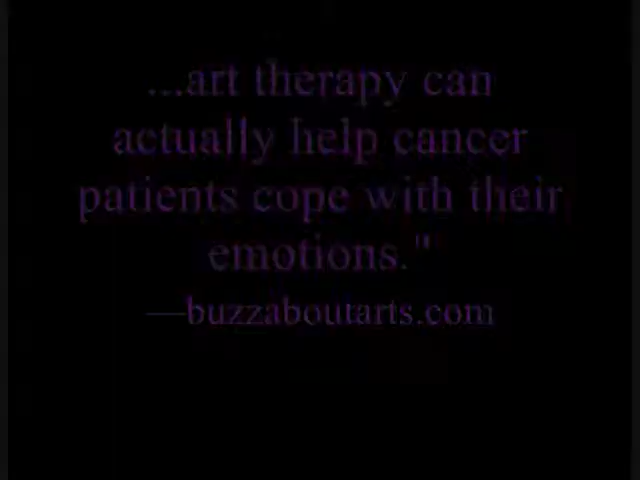 ...art therapy can
actually help cancer
patients cope with their
emotions."
—buzzaboutarts.com